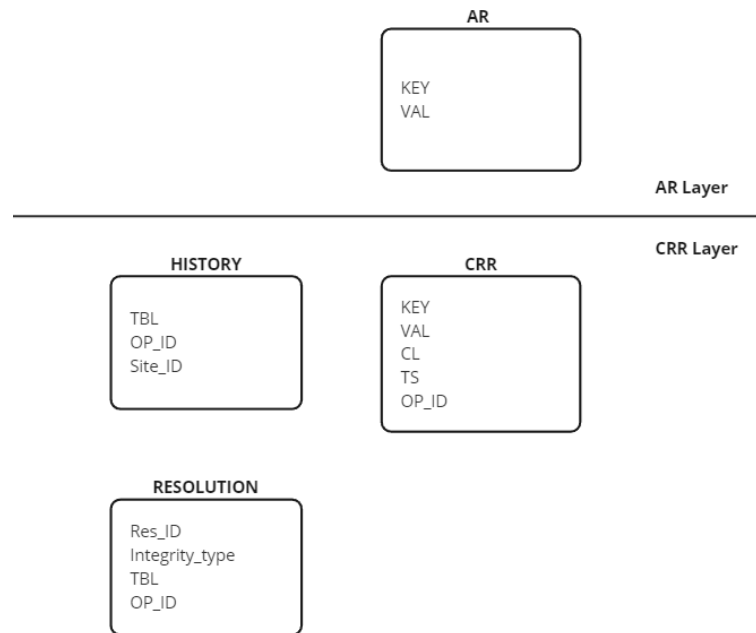 AR
KEY
VAL
AR Layer
CRR Layer
HISTORY
TBL
OP_ID
Site_ID
CRR
KEY
VAL
CL
TS
OP_ID
RESOLUTION
Res_ID
Integrity_type
TBL
OP_ID